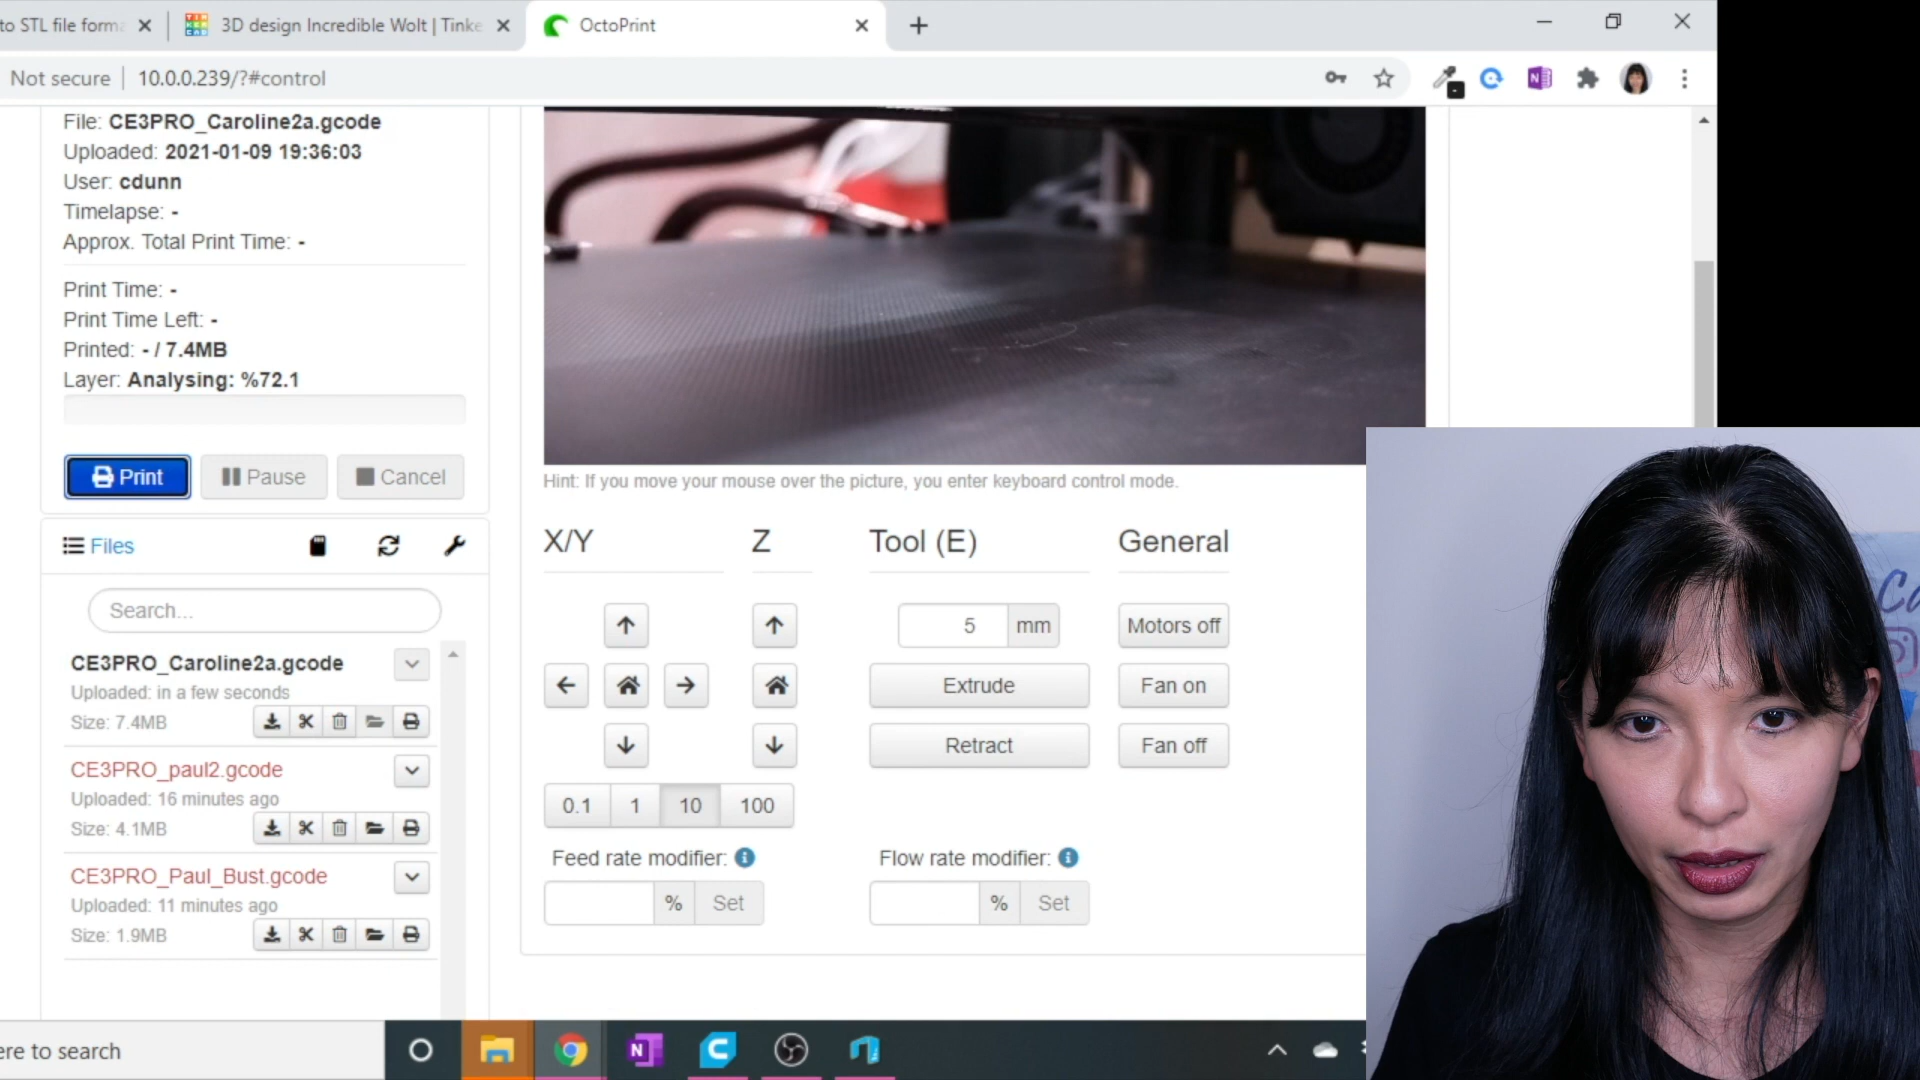 to STL file forma
3D design Incredible Wolt | Tinke
OctoPrint
Not secure
10.0.0.239/?#control
File: CE3PRO_Caroline2a.gcode
Uploaded: 2021-01-09 19:36:03
User: cdunn
Timelapse: -
Approx. Total Print Time: -
Print Time: -
Print Time Left: -
Printed: - / 7.4MB
Layer: Analysing: %72.1
Print
Pause
Cancel
Files
Search...
CE3PRO_Caroline2a.gcode
Uploaded: in a few seconds
Size: 7.4MB
CE3PRO_paul2.gcode
Uploaded: 16 minutes ago
Size: 4.1MB
CE3PRO_Paul_Bust.gcode
Uploaded: 11 minutes ago
Size: 1.9MB
Hint: If you move your mouse over the picture, you enter keyboard control mode.
X/Y
Z
Tool (E)
General
5 mm
Motors off
Extrude
Fan on
Retract
Fan off
0.1 1 10 100
Feed rate modifier:
Flow rate modifier:
% Set
% Set
ere to search
Ca